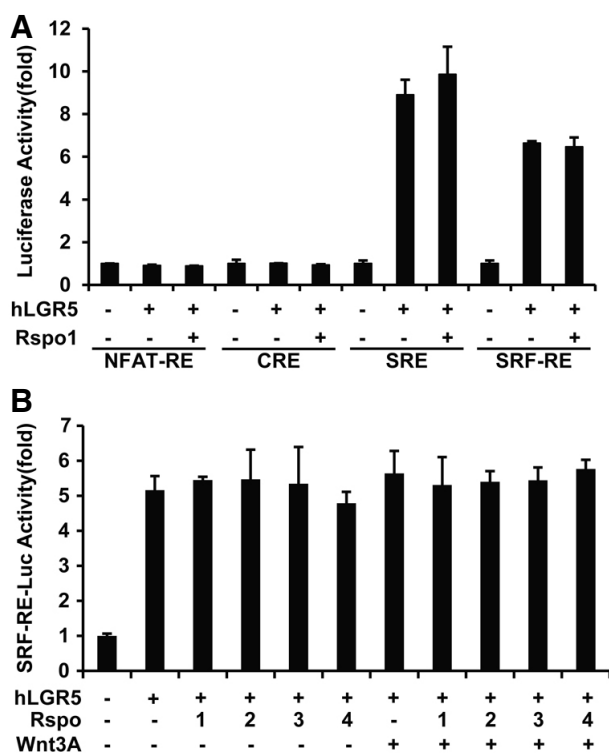 A
Luciferase Activity(fold)
12
10
8
6
4
2
0
hLGR5 - + + - + + - + + - + +
Rspo1 - - + - - + - - + - - +
NFAT-RE CRE SRE SRF-RE
B
SRF-RE-Luc Activity(fold)
7
6
5
4
3
2
1
0
hLGR5 - + + + + + + + + + +
Rspo - - 1 2 3 4 - 1 2 3 4
Wnt3A - - - - - - + + + + +